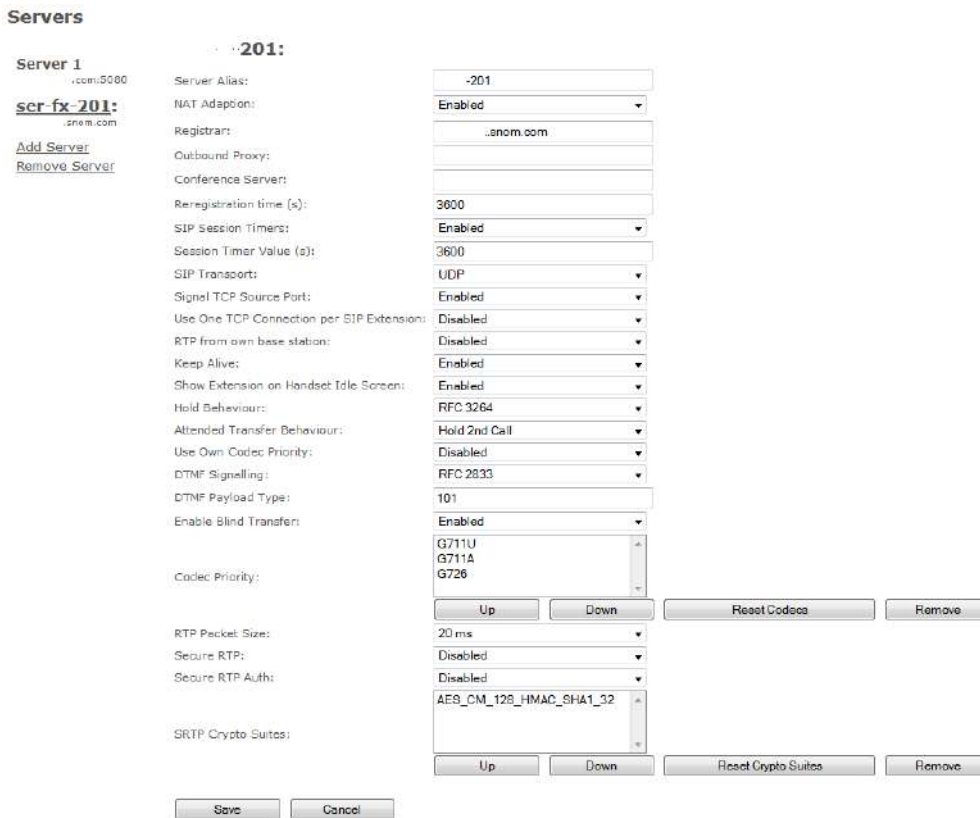 Servers
Server 1
.com:5080
scr-fx-201:
.snom.com
Add Server
Remove Server
-201:
Server Alias: -201
NAT Adaption: Enabled
Registrar: .snom.com
Outbound Proxy:
Conference Server:
Reregistration time (s): 3600
SIP Session Timers: Enabled
Session Timer Value (s): 3600
SIP Transport: UDP
Signal TCP Source Port: Enabled
Use One TCP Connection per SIP Extension: Disabled
RTP from own base station: Disabled
Keep Alive: Enabled
Show Extension on Handset Idle Screen: Enabled
Hold Behaviour: RFC 3264
Attended Transfer Behaviour: Hold 2nd Call
Use Own Codec Priority: Disabled
DTMF Signalling: RFC 2833
DTMF Payload Type: 101
Enable Blind Transfer: Enabled
Codec Priority:
G711U
G711A
G726
Up Down Reset Codecs Remove
RTP Packet Size: 20 ms
Secure RTP: Disabled
Secure RTP Auth: Disabled
SRTP Crypto Suites:
AES_CM_128_HMAC_SHA1_32
Up Down Reset Crypto Suites Remove
Save Cancel